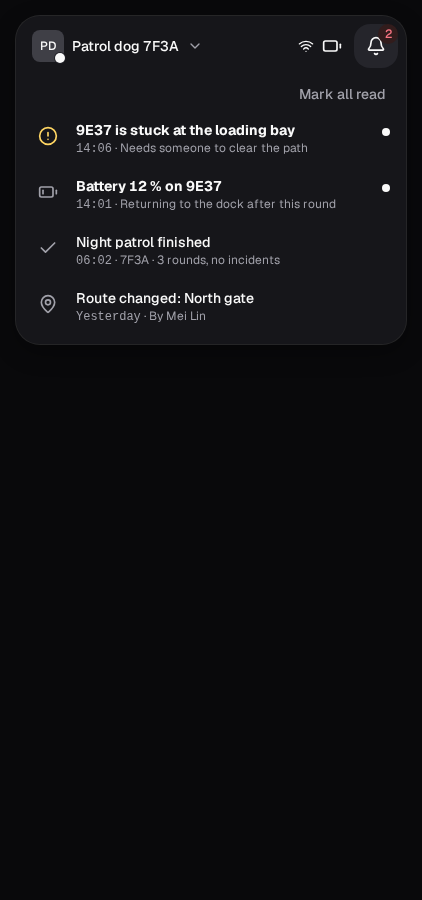 PD
Patrol dog 7F3A
2
Mark all read
9E37 is stuck at the loading bay
14:06 · Needs someone to clear the path
Battery 12 % on 9E37
14:01 · Returning to the dock after this round
Night patrol finished
06:02 · 7F3A · 3 rounds, no incidents
Route changed: North gate
Yesterday · By Mei Lin